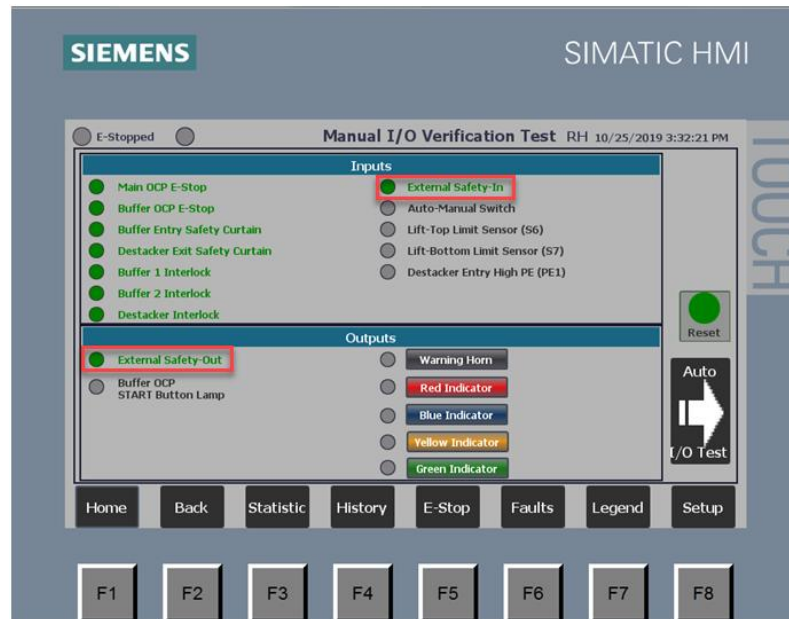 SIEMENS
SIMATIC HMI
TOUCH
E-Stopped
Manual I/O Verification Test
RH 10/25/2019 3:32:21 PM
Inputs
Main OCP E-Stop
Buffer OCP E-Stop
Buffer Entry Safety Curtain
Destacker Exit Safety Curtain
Buffer 1 Interlock
Buffer 2 Interlock
Destacker Interlock
External Safety-In
Auto-Manual Switch
Lift-Top Limit Sensor (S6)
Lift-Bottom Limit Sensor (S7)
Destacker Entry High PE (PE1)
Reset
Outputs
External Safety-Out
Buffer OCP
START Button Lamp
Warning Horn
Red Indicator
Blue Indicator
Yellow Indicator
Green Indicator
Auto
I/O Test
Home
Back
Statistic
History
E-Stop
Faults
Legend
Setup
F1
F2
F3
F4
F5
F6
F7
F8